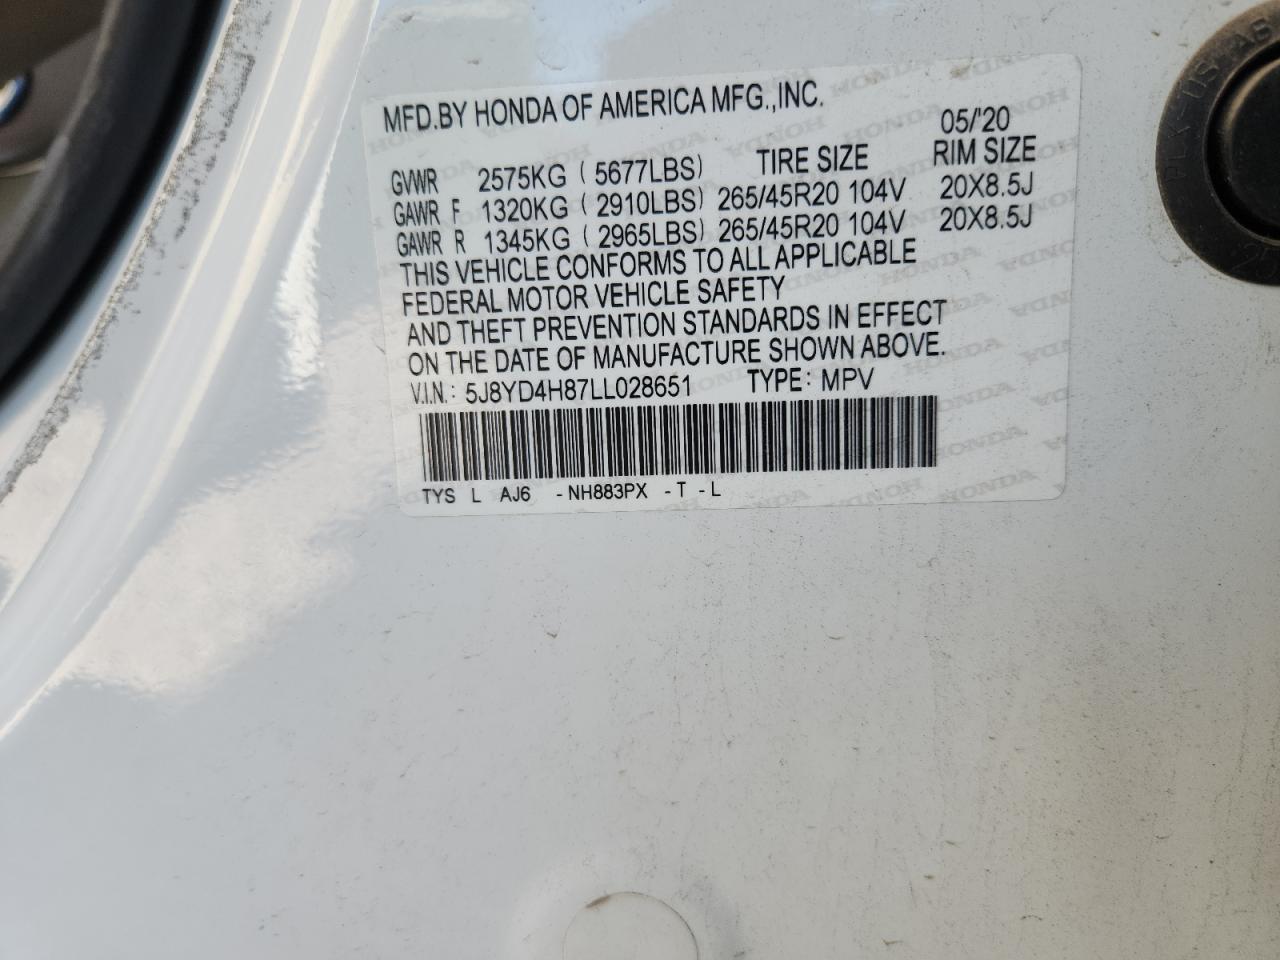 MFD.BY HONDA OF AMERICA MFG.,INC.
05/'20
GVWR 2575KG ( 5677LBS) TIRE SIZE RIM SIZE
GAWR F 1320KG ( 2910LBS) 265/45R20 104V 20X8.5J
GAWR R 1345KG ( 2965LBS) 265/45R20 104V 20X8.5J
THIS VEHICLE CONFORMS TO ALL APPLICABLE
FEDERAL MOTOR VEHICLE SAFETY
AND THEFT PREVENTION STANDARDS IN EFFECT
ON THE DATE OF MANUFACTURE SHOWN ABOVE.
V.I.N.: 5J8YD4H87LL028651 TYPE: MPV
TYS L AJ6 -NH883PX -T -L